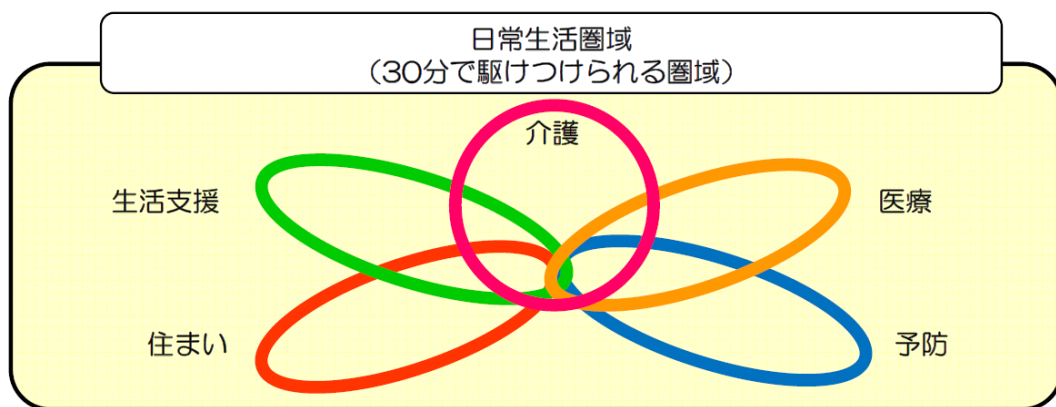 日常生活圏域
（30分で駆けつけられる圏域）
介護
生活支援
医療
住まい
予防